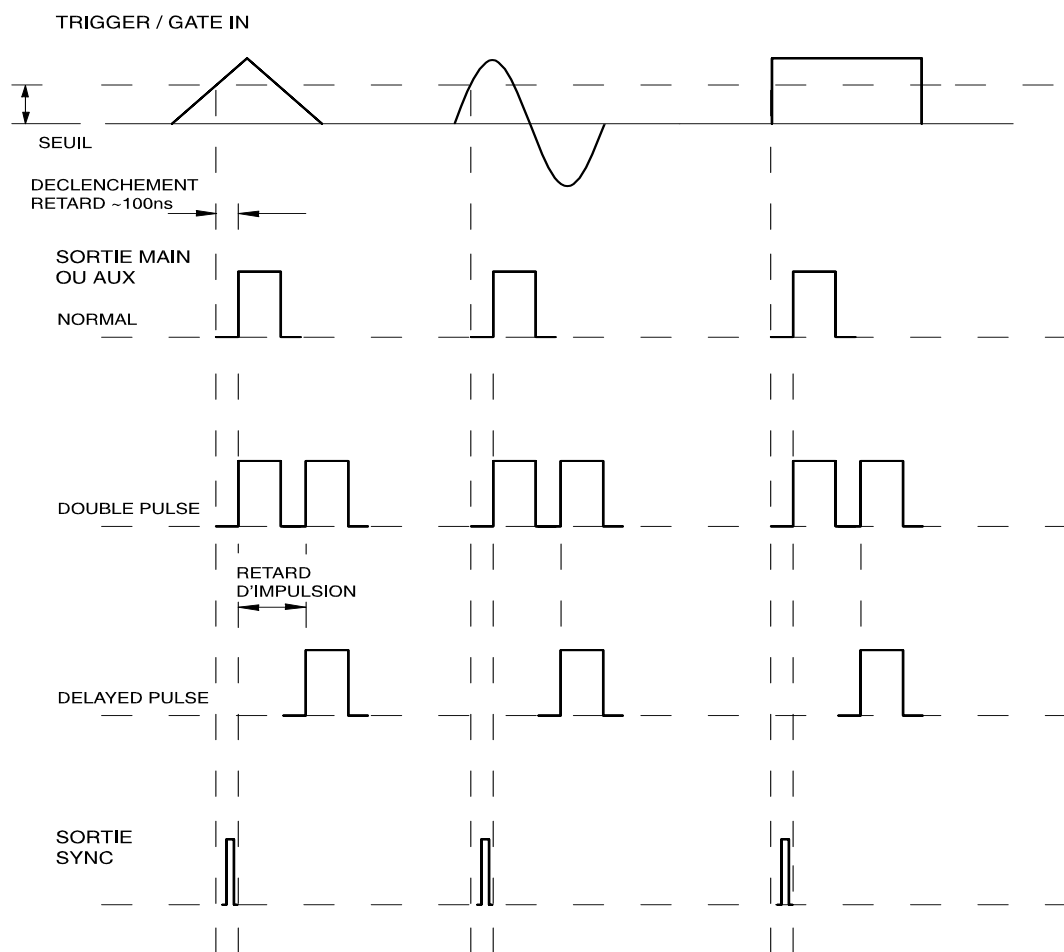 TRIGGER / GATE IN
SEUIL
DECLENCHEMENT
RETARD ~100ns
SORTIE MAIN
OU AUX
NORMAL
DOUBLE PULSE
RETARD
D'IMPULSION
DELAYED PULSE
SORTIE
SYNC